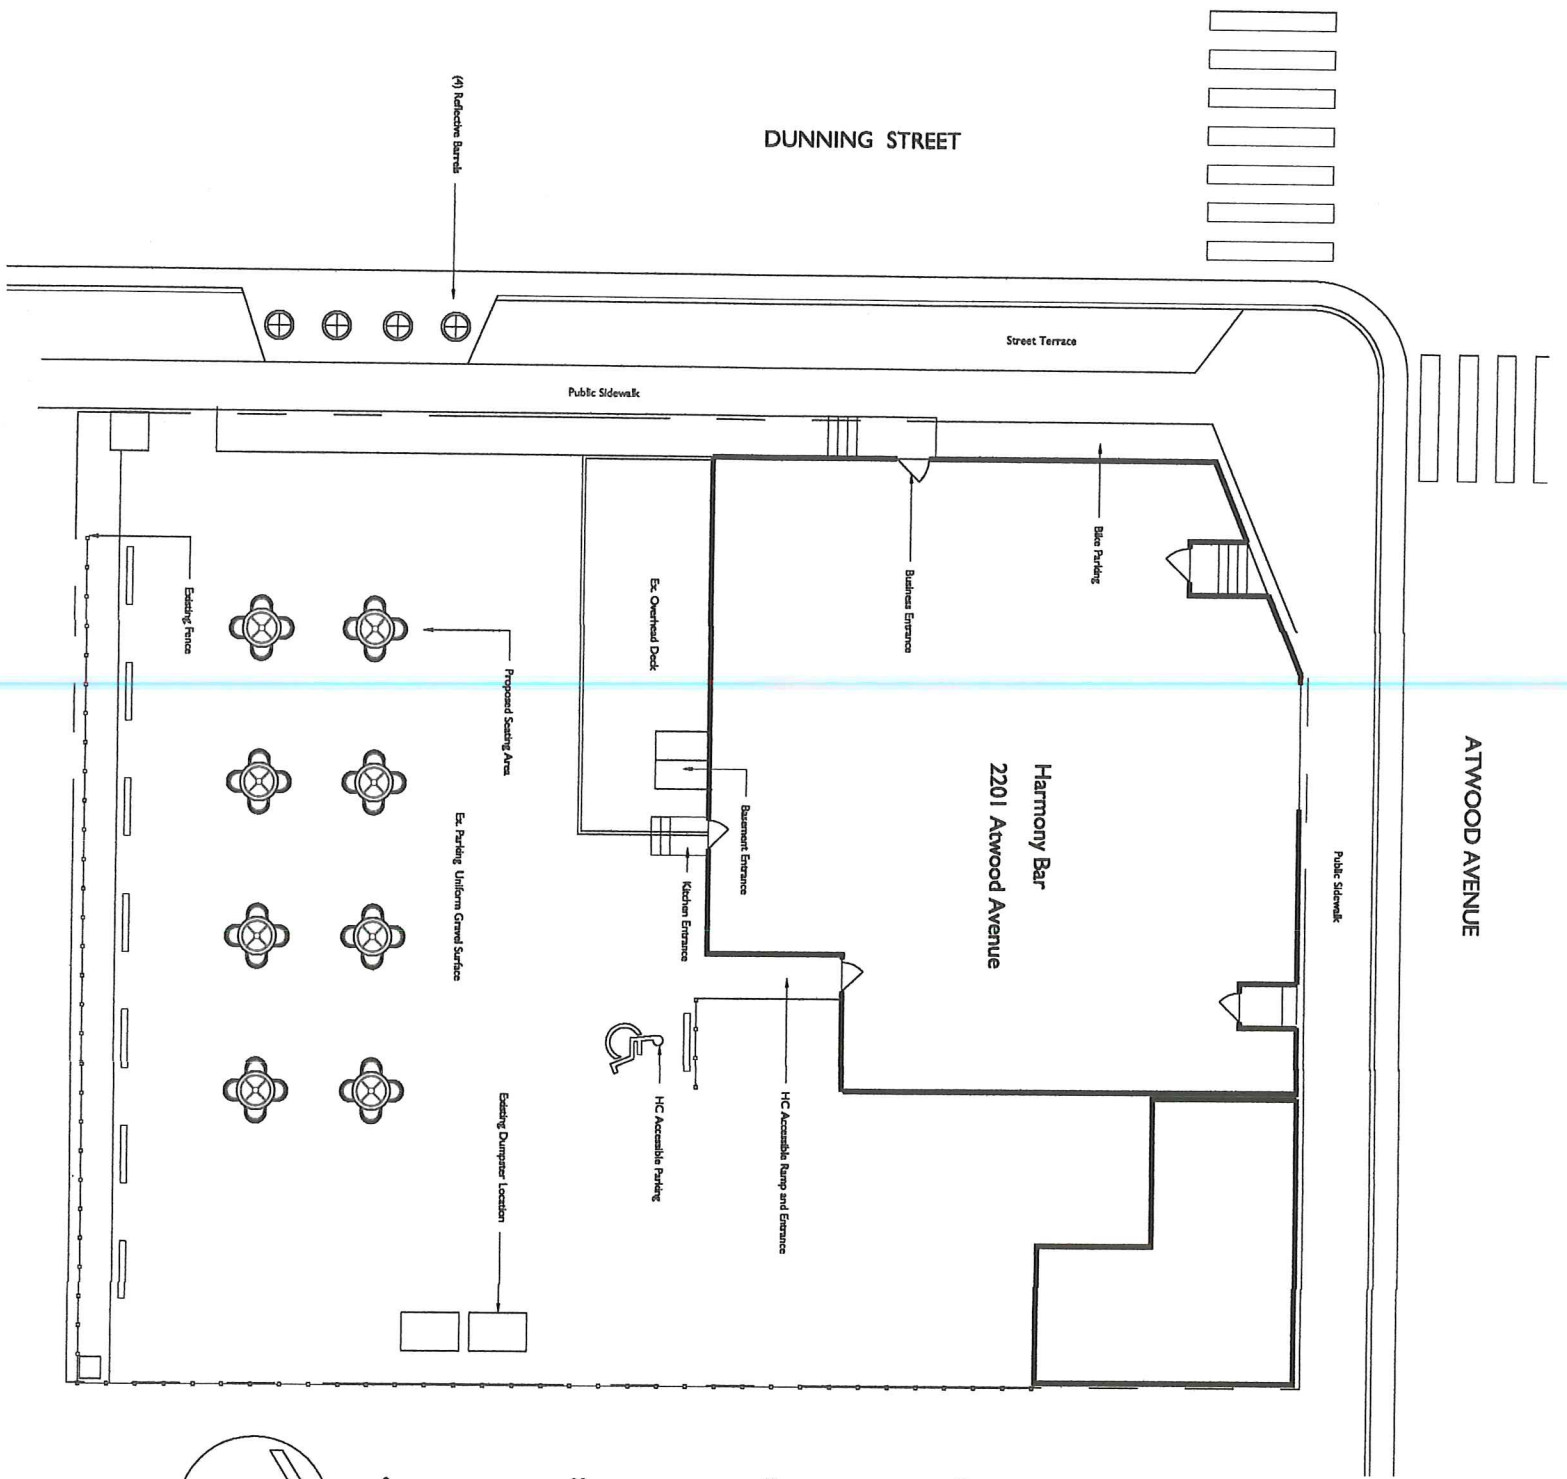 (4) Reflective Barrels
DUNNING STREET
Street Terrace
Public Sidewalk
Bike Parking
Business Entrance
Ex. Overhead Deck
Existing Fence
Proposed Seating Area
ATWOOD AVENUE
Harmony Bar
2201 Atwood Avenue
Public Sidewalk
Basement Entrance
Kitchen Entrance
Ex. Parking Uniform Gravel Surface
HC Accessible Parking
HC Accessible Ramp and Entrance
Existing Dumpster Location